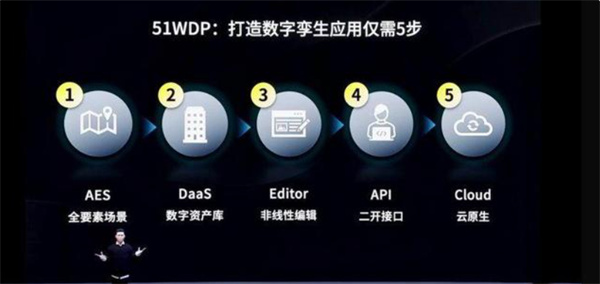 51WDP：打造数字孪生应用仅需5步
1
2
3
4
5
AES
DaaS
Editor
API
Cloud
全要素场景
数字资产库
非线性编辑
二开接口
云原生